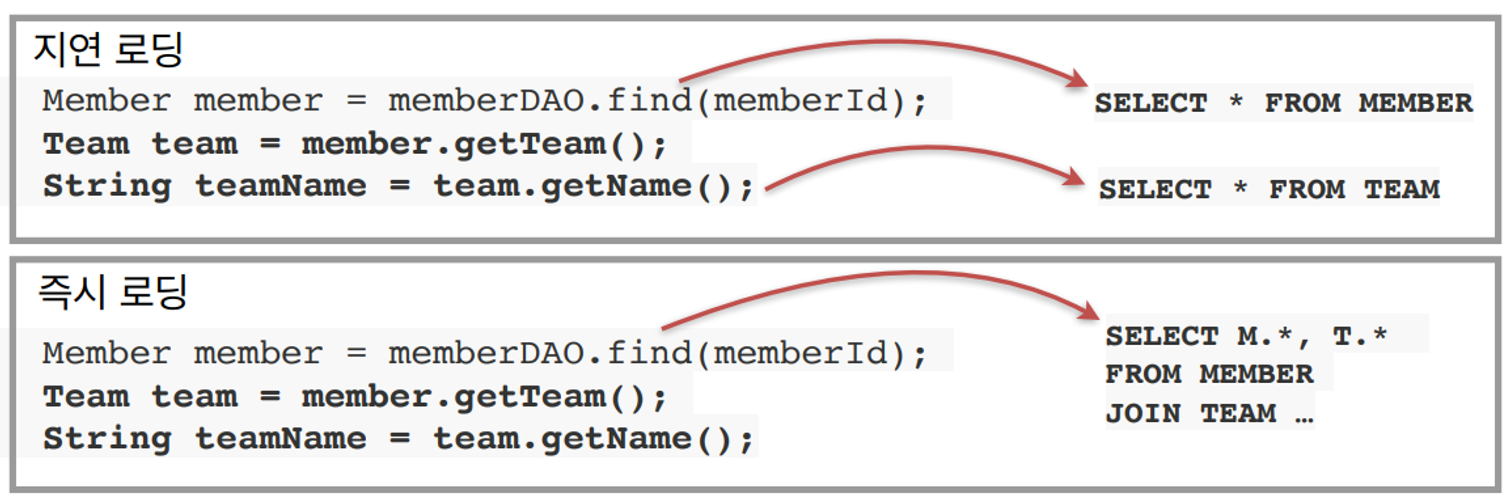 지연 로딩
Member member = memberDAO.find(memberId);
SELECT * FROM MEMBER
Team team = member.getTeam();
String teamName = team.getName();
SELECT * FROM TEAM
즉시 로딩
Member member = memberDAO.find(memberId);
Team team = member.getTeam();
String teamName = team.getName();
SELECT M.*, T.*
FROM MEMBER
JOIN TEAM …